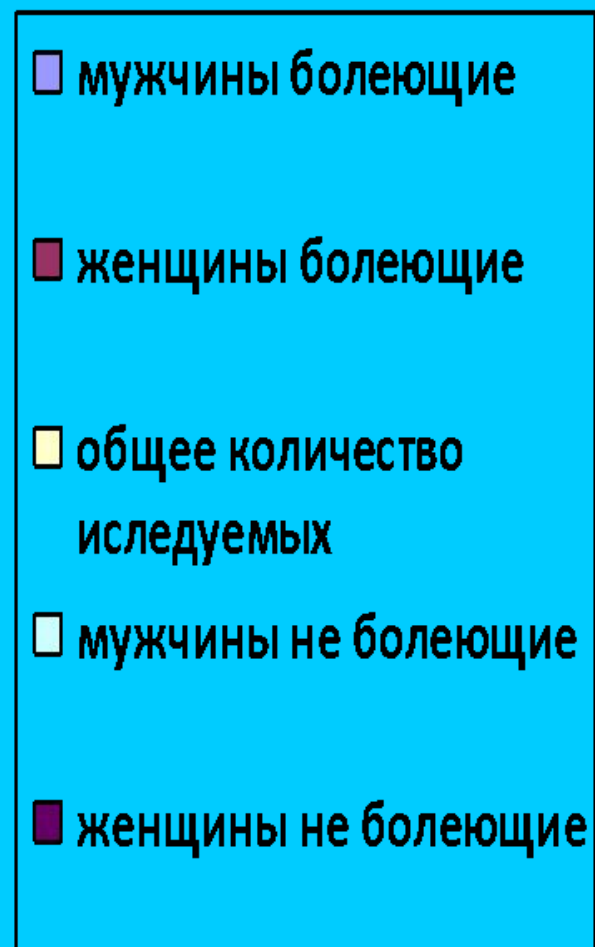 мужчины болеющие
женщины болеющие
общее количество
иследуемых
мужчины не болеющие
женщины не болеющие